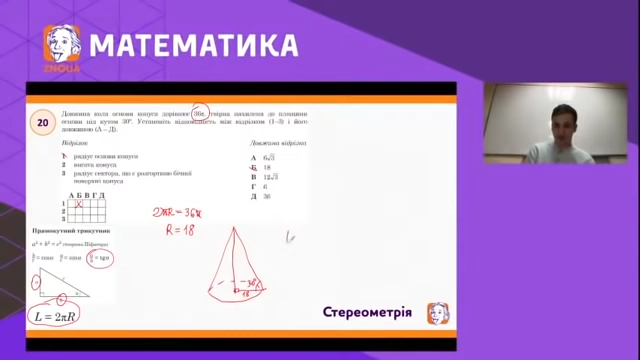 МАТЕМАТИКА
ZNOUA
20
Довжина кола основи конуса дорівнює 36π, твірна нахилена до площини
основи під кутом 30°. Установіть відповідність між відрізком (1–3) і його
довжиною (А – Д).
Відрізок
Довжина відрізка
1 радіус основи конуса
2 висота конуса
3 радіус сектора, що є розгорткою бічної
поверхні конуса
А 6√3
Б 18
В 12√3
Г 6
Д 36
А Б В Г Д
1 X
2
3
2πR = 36π
R = 18
Прямокутний трикутник
a² + b² = c²
30
18
L = 2πR
Стереометрія